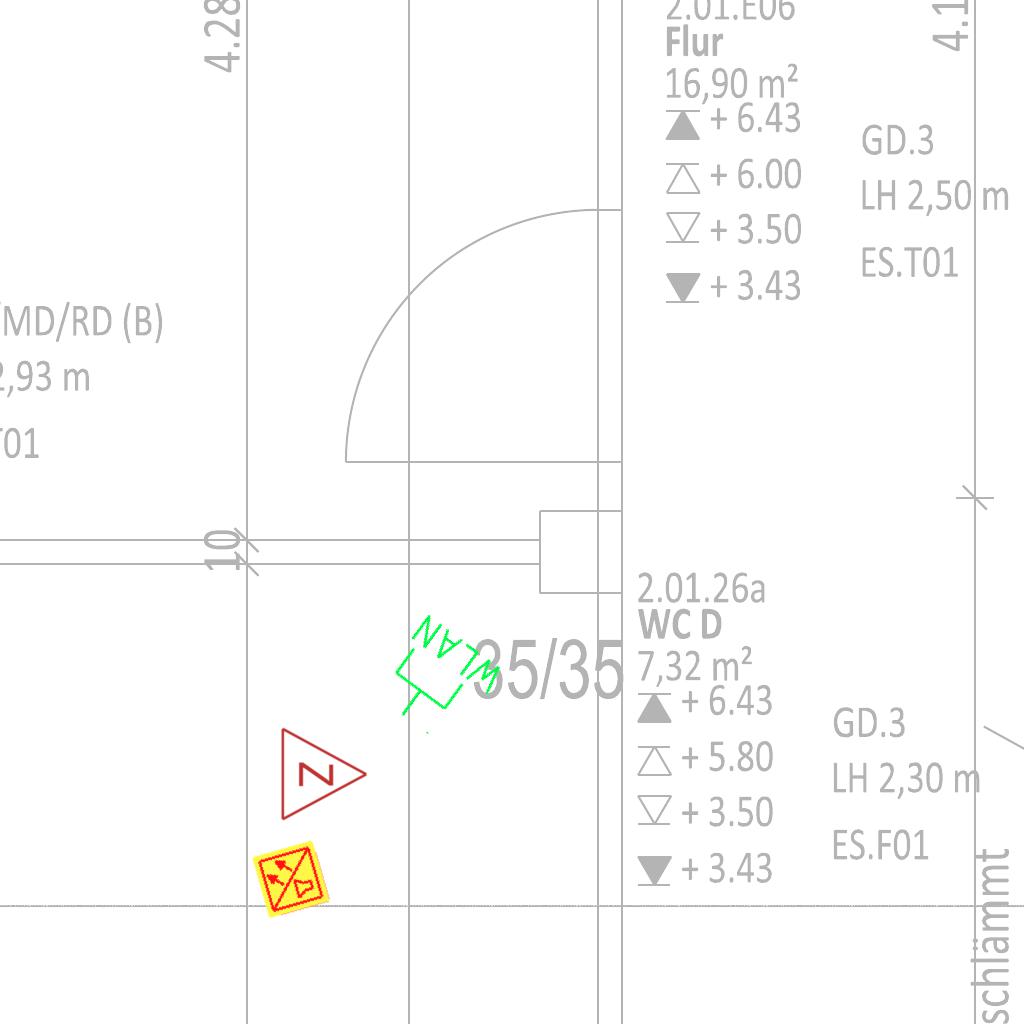 4.28
2.01.E06
Flur
16,90 m²
+ 6.43
+ 6.00
+ 3.50
+ 3.43
GD.3
LH 2,50 m
ES.T01
4.1
/MD/RD (B)
2,93 m
T01
10
WLAN
35/35
N
2.01.26a
WC D
7,32 m²
+ 6.43
+ 5.80
+ 3.50
+ 3.43
GD.3
LH 2,30 m
ES.F01
schlämmt